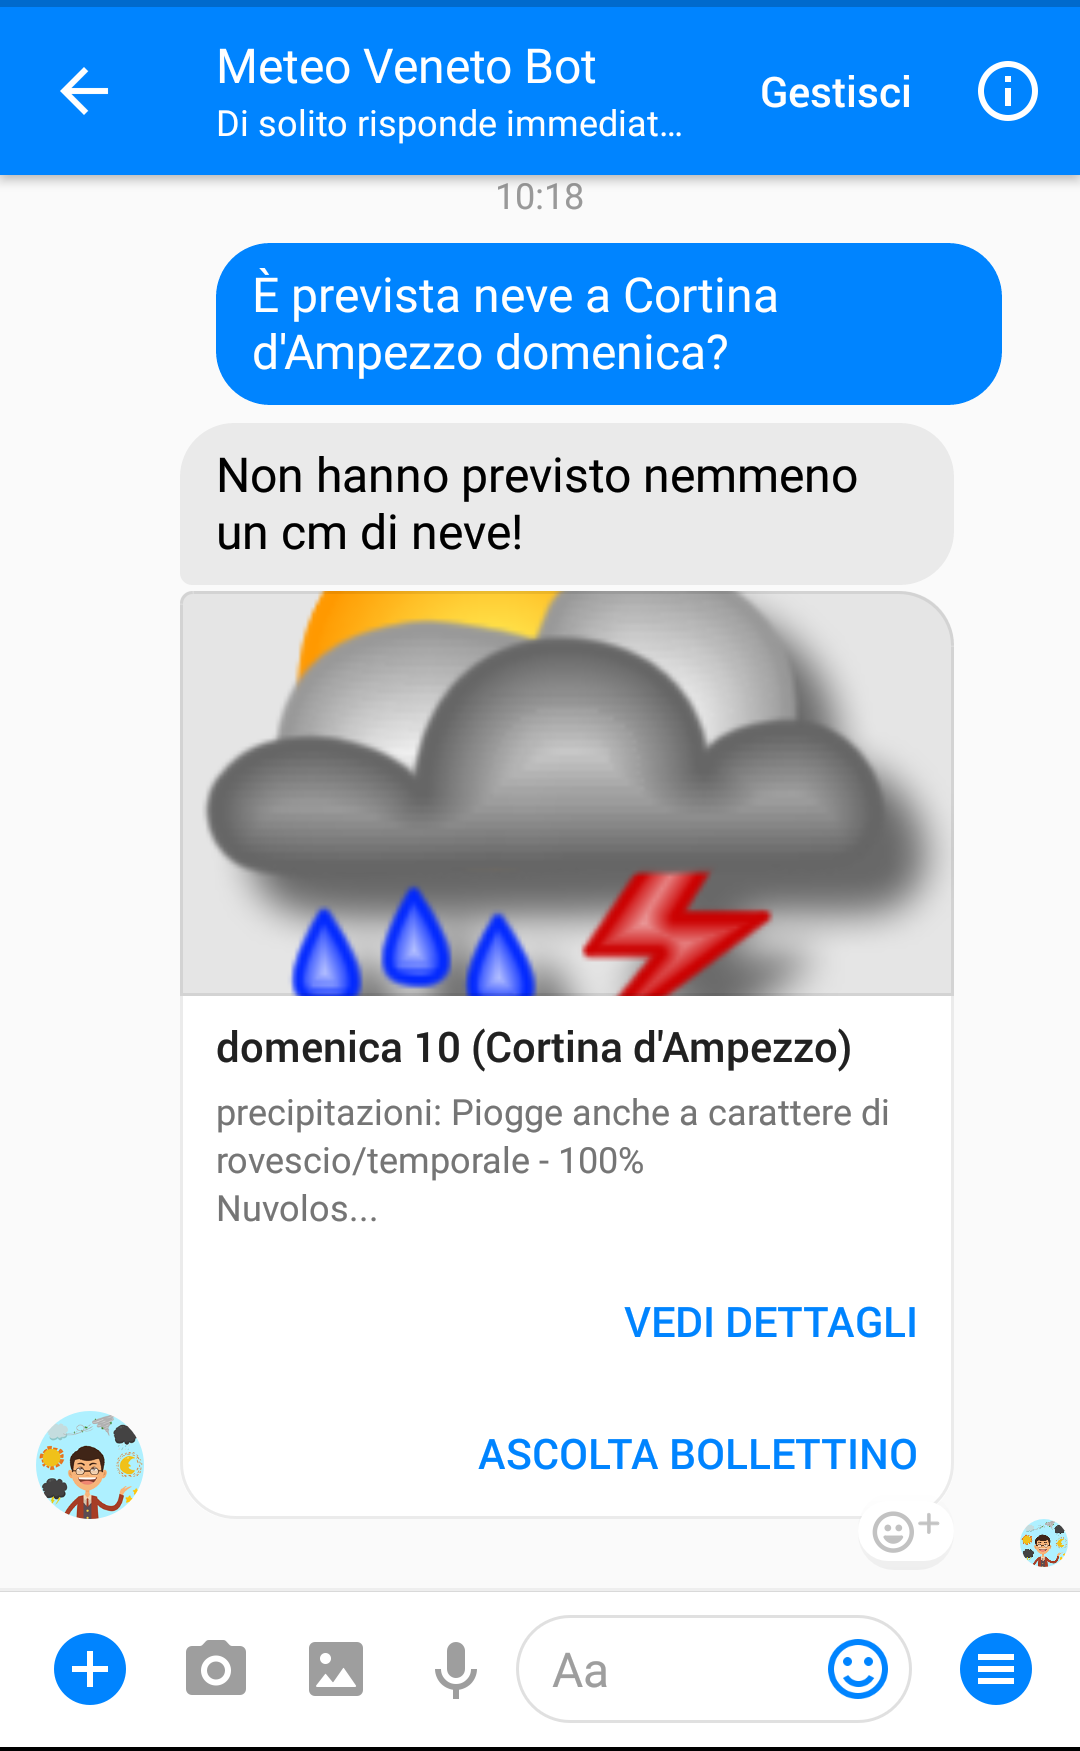 Meteo Veneto Bot
Di solito risponde immediat...
Gestisci
10:18
È prevista neve a Cortina
d'Ampezzo domenica?
Non hanno previsto nemmeno
un cm di neve!
domenica 10 (Cortina d'Ampezzo)
precipitazioni: Piogge anche a carattere di
rovescio/temporale - 100%
Nuvolos...
VEDI DETTAGLI
ASCOLTA BOLLETTINO
Aa